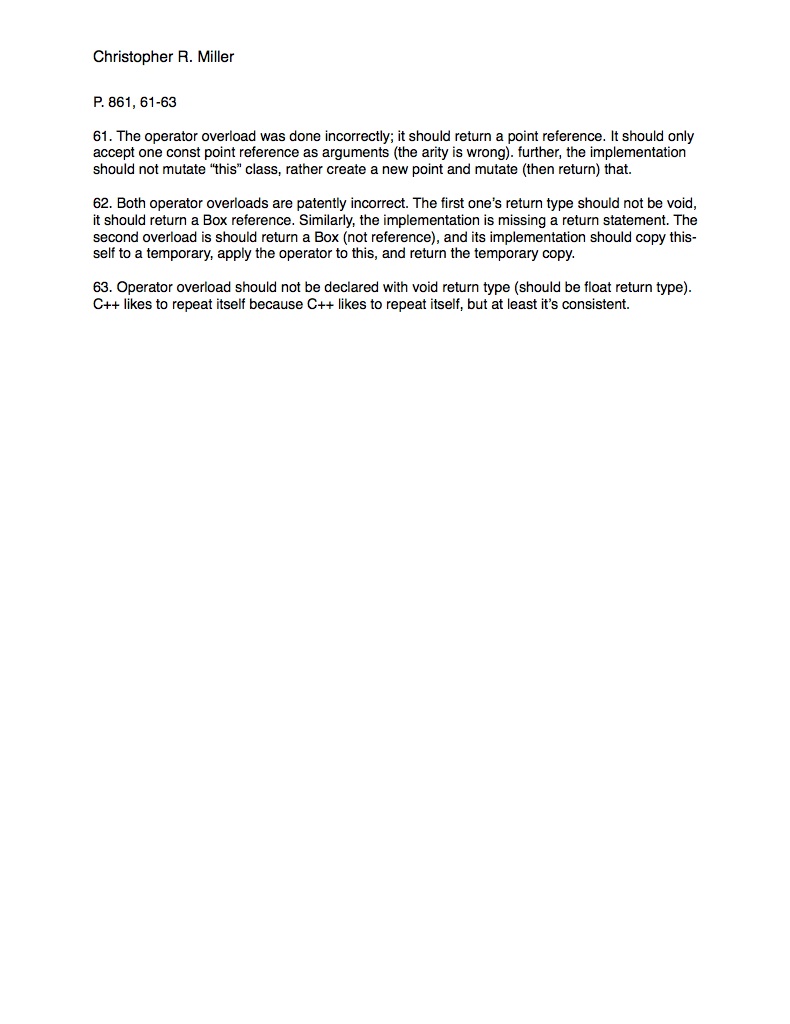 Christopher R. Miller
P. 861, 61-63
61. The operator overload was done incorrectly; it should return a point reference. It should only
accept one const point reference as arguments (the arity is wrong). further, the implementation
should not mutate “this” class, rather create a new point and mutate (then return) that.
62. Both operator overloads are patently incorrect. The first one’s return type should not be void,
it should return a Box reference. Similarly, the implementation is missing a return statement. The
second overload is should return a Box (not reference), and its implementation should copy this-
self to a temporary, apply the operator to this, and return the temporary copy.
63. Operator overload should not be declared with void return type (should be float return type).
C++ likes to repeat itself because C++ likes to repeat itself, but at least it’s consistent.